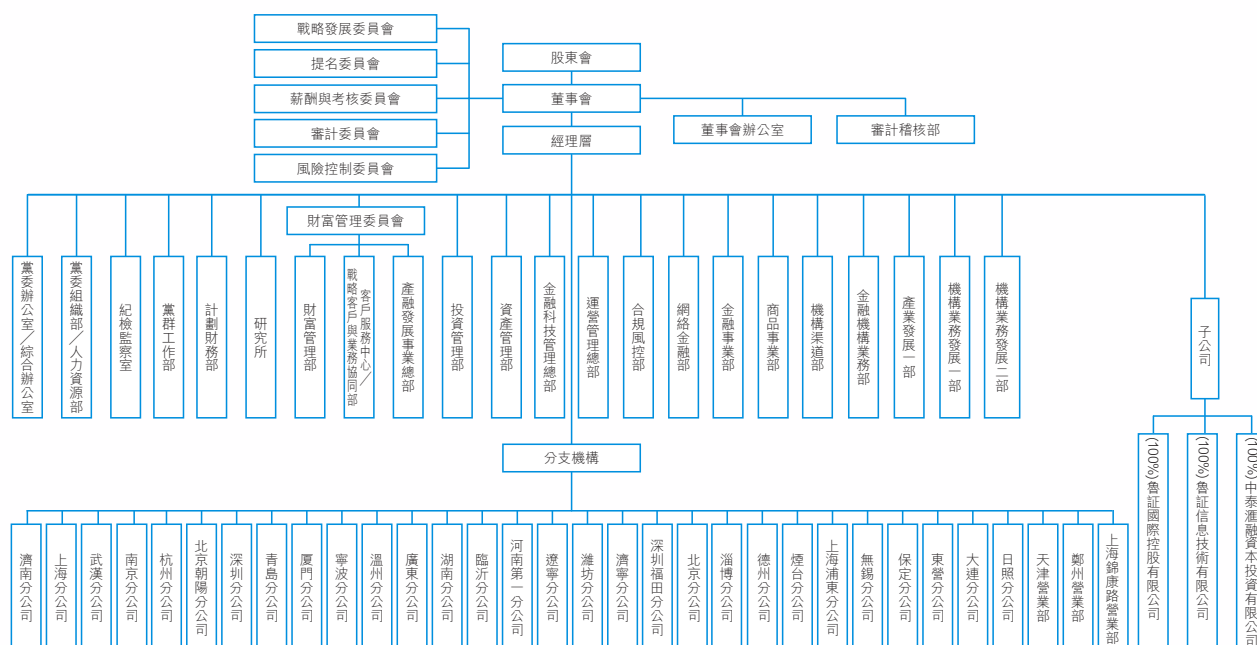 戰略發展委員會
提名委員會
薪酬與考核委員會
審計委員會
風險控制委員會
股東會
董事會
經理層
董事會辦公室
審計稽核部
財富管理委員會
黨委辦公室／綜合辦公室
黨委組織部／人力資源部
紀檢監察室
黨群工作部
計劃財務部
研究所
財富管理部
客戶服務中心／
戰略客戶與業務協同部
產融發展事業總部
投資管理部
資產管理部
金融科技管理總部
運營管理總部
合規風控部
網絡金融部
金融事業部
商品事業部
機構渠道部
金融機構業務部
產業發展一部
機構業務發展一部
機構業務發展二部
子公司
分支機構
濟南分公司
上海分公司
武漢分公司
南京分公司
杭州分公司
北京朝陽分公司
深圳分公司
青島分公司
厦門分公司
寧波分公司
溫州分公司
廣東分公司
湖南分公司
臨沂分公司
河南第一分公司
遼寧分公司
濰坊分公司
濟寧分公司
深圳福田分公司
北京分公司
淄博分公司
德州分公司
煙台分公司
上海浦東分公司
無錫分公司
保定分公司
東營分公司
大連分公司
日照分公司
天津營業部
鄭州營業部
上海錦康路營業部
(100%)魯証國際控股有限公司
(100%)魯証信息技術有限公司
(100%)中泰滙融資本投資有限公司